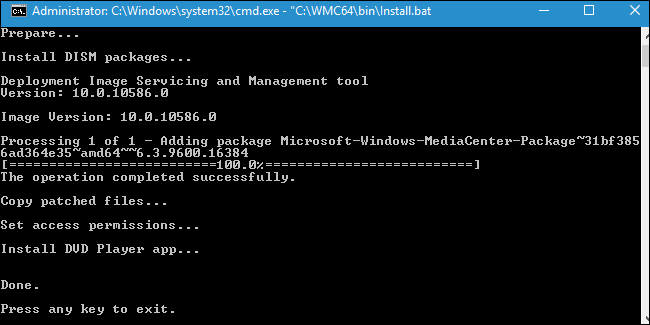 Administrator: C:\Windows\system32\cmd.exe - "C:\WMC64\bin\Install.bat
Prepare...
Install DISM packages...
Deployment Image Servicing and Management tool
Version: 10.0.10586.0
Image Version: 10.0.10586.0
Processing 1 of 1 - Adding package Microsoft-Windows-MediaCenter-Package~31bf385
6ad364e35~amd64~~6.3.9600.16384
[==========================100.0%==========================]
The operation completed successfully.
Copy patched files...
Set access permissions...
Install DVD Player app...
Done.
Press any key to exit.